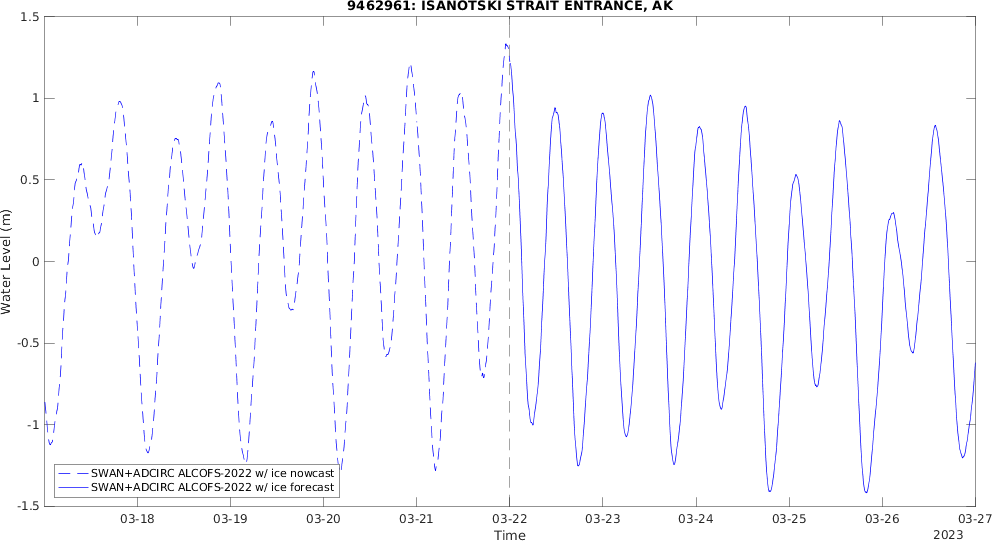 9462961: ISANOTSKI STRAIT ENTRANCE, AK
1.5
1
0.5
0
-0.5
-1
-1.5
Water Level (m)
SWAN+ADCIRC ALCOFS-2022 w/ ice nowcast
SWAN+ADCIRC ALCOFS-2022 w/ ice forecast
03-18 03-19 03-20 03-21 03-22 03-23 03-24 03-25 03-26 03-27
Time
2023